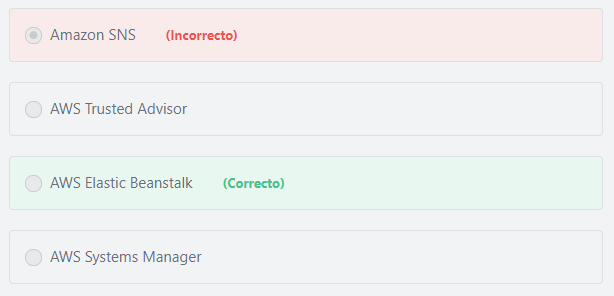 Amazon SNS (Incorrecto)
AWS Trusted Advisor
AWS Elastic Beanstalk (Correcto)
AWS Systems Manager